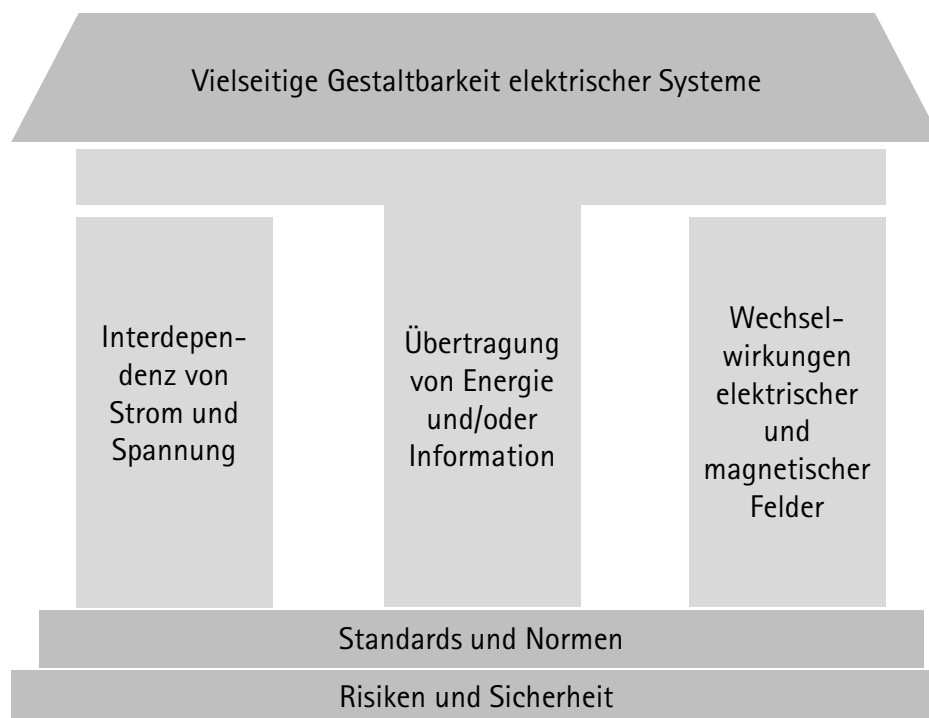 Vielseitige Gestaltbarkeit elektrischer Systeme
Interdepen-
denz von
Strom und
Spannung
Übertragung
von Energie
und/oder
Information
Wechsel-
wirkungen
elektrischer
und
magnetischer
Felder
Standards und Normen
Risiken und Sicherheit